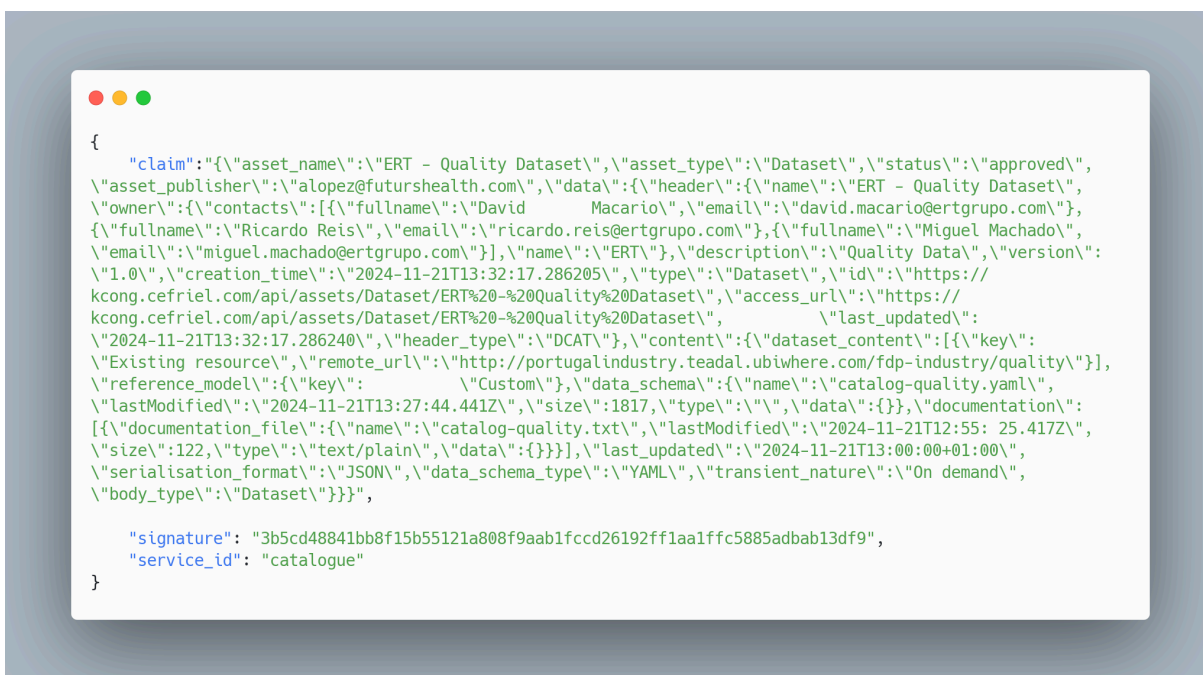 {
    "claim":"{\"asset_name\":\"ERT - Quality Dataset\",\"asset_type\":\"Dataset\",\"status\":\"approved\",
\"asset_publisher\":\"alopez@futurshealth.com\",\"data\":{\"header\":{\"name\":\"ERT - Quality Dataset\",
\"owner\":{\"contacts\":[{\"fullname\":\"David       Macario\",\"email\":\"david.macario@ertgrupo.com\"},
{\"fullname\":\"Ricardo Reis\",\"email\":\"ricardo.reis@ertgrupo.com\"},{\"fullname\":\"Miguel Machado\",
\"email\":\"miguel.machado@ertgrupo.com\"}],\"name\":\"ERT\"},\"description\":\"Quality Data\",\"version\":
\"1.0\",\"creation_time\":\"2024-11-21T13:32:17.286205\",\"type\":\"Dataset\",\"id\":\"https://
kcong.cefriel.com/api/assets/Dataset/ERT%20-%20Quality%20Dataset\",\"access_url\":\"https://
kcong.cefriel.com/api/assets/Dataset/ERT%20-%20Quality%20Dataset\",          \"last_updated\":
\"2024-11-21T13:32:17.286240\",\"header_type\":\"DCAT\"},\"content\":{\"dataset_content\":[{\"key\":
\"Existing resource\",\"remote_url\":\"http://portugalindustry.teadal.ubiwhere.com/fdp-industry/quality\"}],
\"reference_model\":{\"key\":          \"Custom\"},\"data_schema\":{\"name\":\"catalog-quality.yaml\",
\"lastModified\":\"2024-11-21T13:27:44.441Z\",\"size\":1817,\"type\":\"\",\"data\":{}},\"documentation\":
[{\"documentation_file\":{\"name\":\"catalog-quality.txt\",\"lastModified\":\"2024-11-21T12:55: 25.417Z\",
\"size\":122,\"type\":\"text/plain\",\"data\":{}}}],\"last_updated\":\"2024-11-21T13:00:00+01:00\",
\"serialisation_format\":\"JSON\",\"data_schema_type\":\"YAML\",\"transient_nature\":\"On demand\",
\"body_type\":\"Dataset\"}}}",
    "signature": "3b5cd48841bb8f15b55121a808f9aab1fccd26192ff1aa1ffc5885adbab13df9",
    "service_id": "catalogue"
}